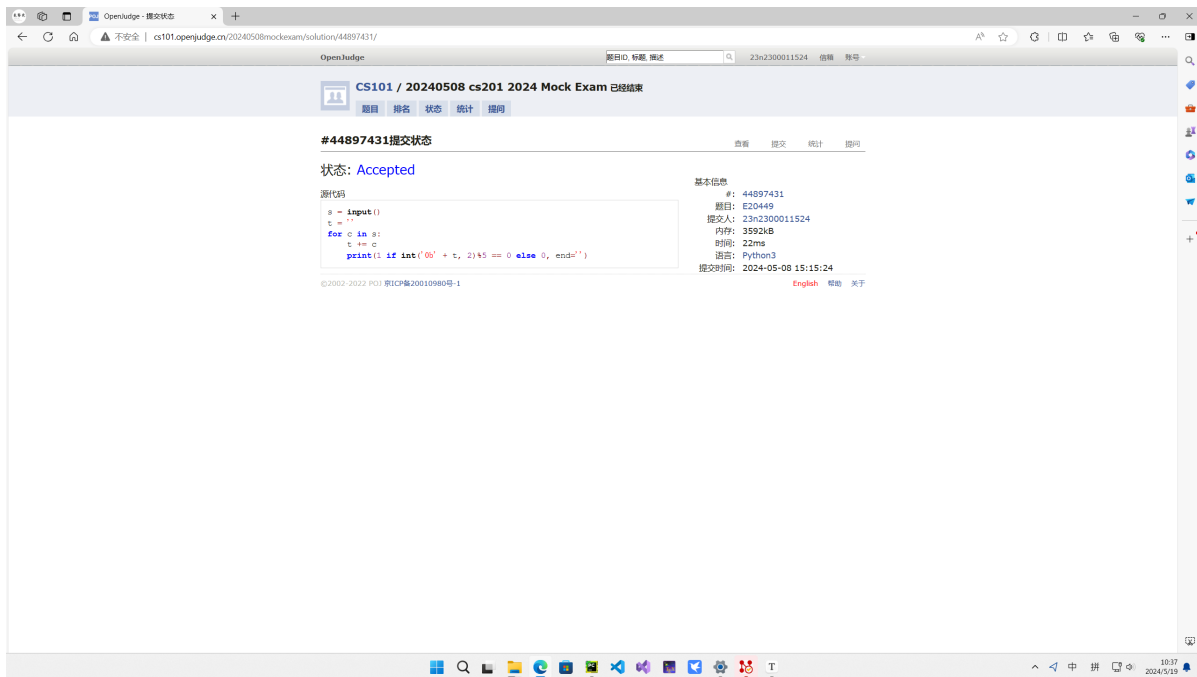 OpenJudge - 提交状态
不安全 | cs101.openjudge.cn/20240508mockexam/solution/44897431/
OpenJudge 题目ID, 标题, 描述 23n2300011524 信箱 账号
CS101 / 20240508 cs201 2024 Mock Exam 已经结束
题目 排名 状态 统计 提问
#44897431提交状态 查看 提交 统计 提问
状态: Accepted
源代码
s = input()
t = ''
for c in s:
t += c
print(1 if int('0b' + t, 2)%5 == 0 else 0, end='')
基本信息
#: 44897431
题目: E20449
提交人: 23n2300011524
内存: 3592kB
时间: 22ms
语言: Python3
提交时间: 2024-05-08 15:15:24
©2002-2022 POJ 京ICP备20010980号-1 English 帮助 关于
中 拼 10:37
2024/5/19